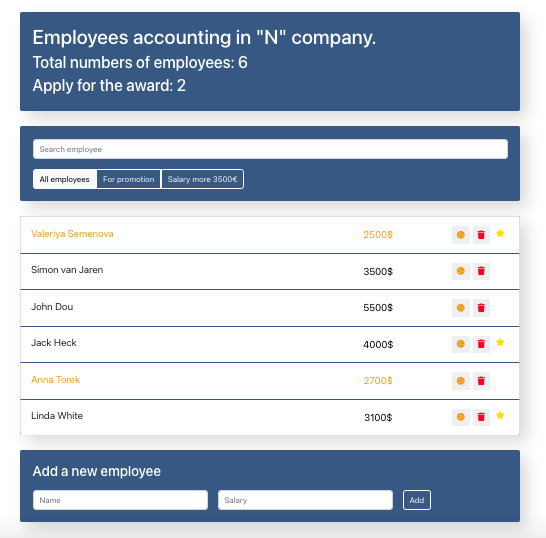 Employees accounting in "N" company.
Total numbers of employees: 6
Apply for the award: 2
Search employee
All employees For promotion Salary more 3500€
Valeriya Semenova 2500$
Simon van Jaren 3500$
John Dou 5500$
Jack Heck 4000$
Anna Torek 2700$
Linda White 3100$
Add a new employee
Name Salary Add